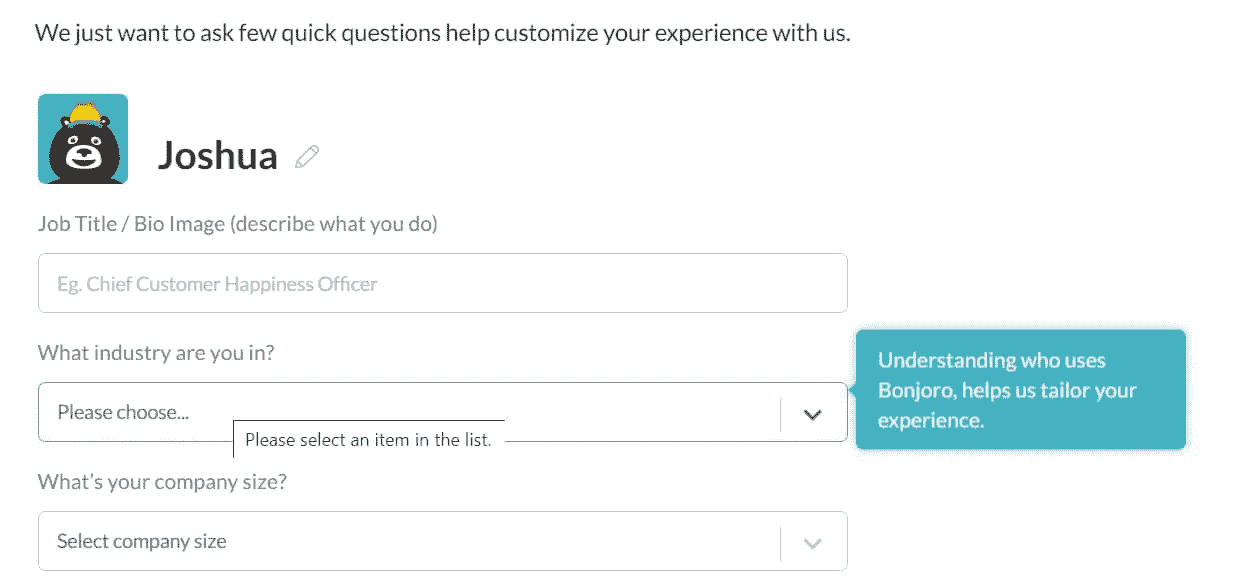 We just want to ask few quick questions help customize your experience with us.
Joshua
Job Title / Bio Image (describe what you do)
Eg. Chief Customer Happiness Officer
What industry are you in?
Please choose...
Please select an item in the list.
Understanding who uses
Bonjoro, helps us tailor your
experience.
What's your company size?
Select company size